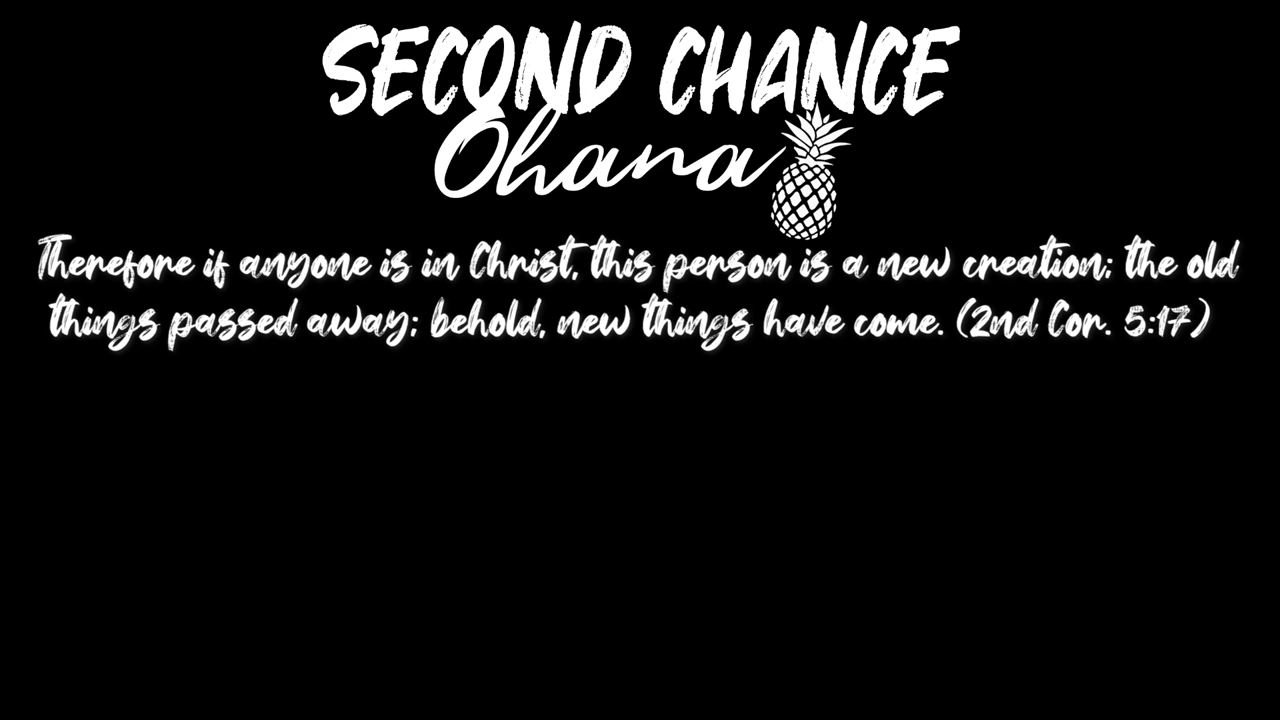 SECOND CHANCE
Ohana
Therefore if anyone is in Christ, this person is a new creation; the old
things passed away; behold, new things have come. (2nd Cor. 5:17)